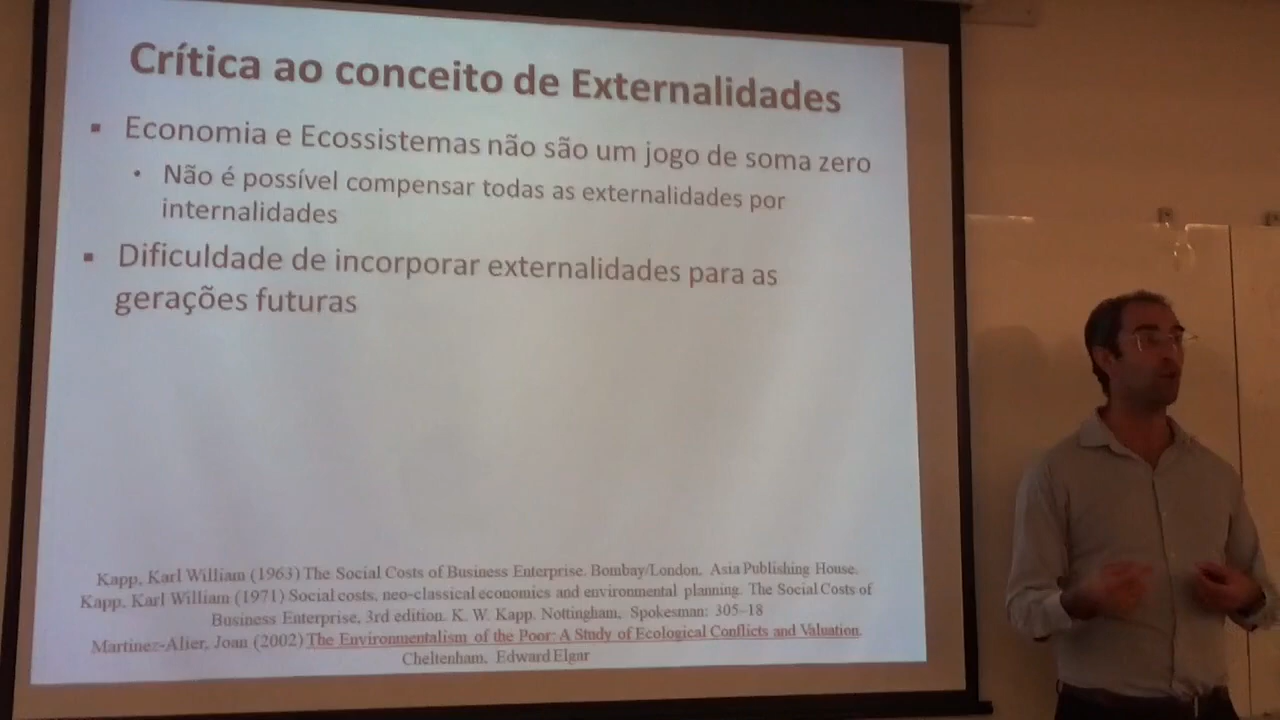 Crítica ao conceito de Externalidades
▪ Economia e Ecossistemas não são um jogo de soma zero
• Não é possível compensar todas as externalidades por
internalidades
▪ Dificuldade de incorporar externalidades para as
gerações futuras
Kapp, Karl William (1963) The Social Costs of Business Enterprise. Bombay/London, Asia Publishing House.
Kapp, Karl William (1971) Social costs, neo-classical economics and environmental planning. The Social Costs of
Business Enterprise, 3rd edition. K. W. Kapp. Nottingham, Spokesman: 305–18
Martinez-Alier, Joan (2002) The Environmentalism of the Poor: A Study of Ecological Conflicts and Valuation.
Cheltenham, Edward Elgar